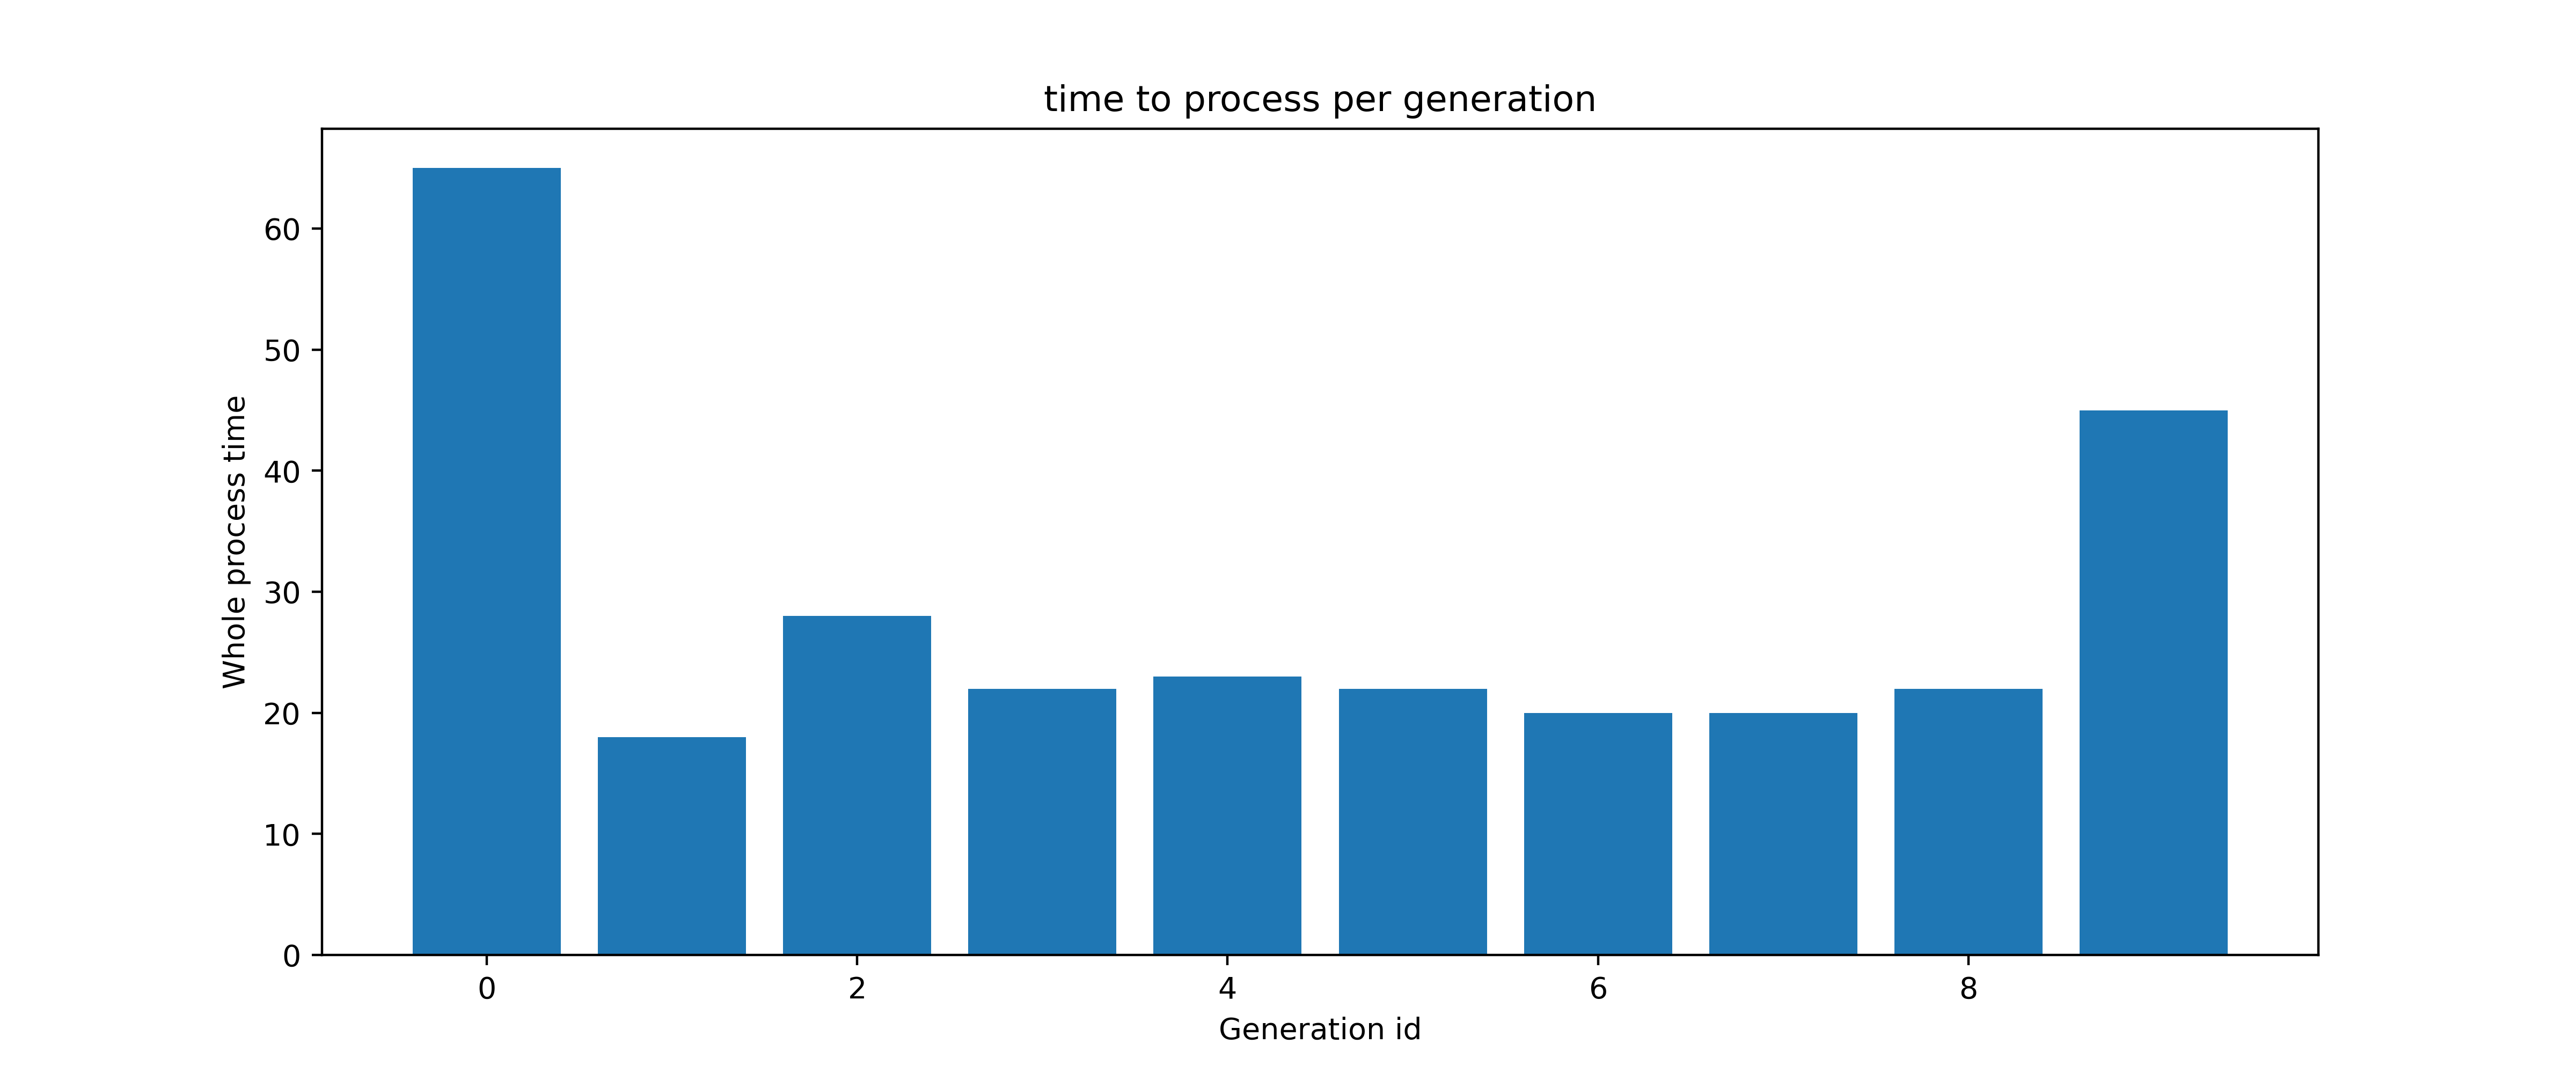 time to process per generation
Whole process time
60
50
40
30
20
10
0
0 2 4 6 8
Generation id